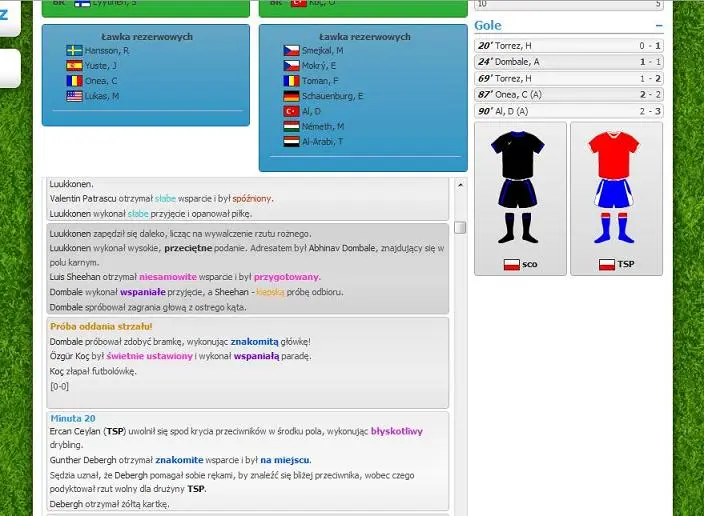 z
BR Lyytinen, S
BR Koç, O
10 5
Ławka rezerwowych
Hansson, R
Yuste, J
Onea, C
Lukas, M
Ławka rezerwowych
Smejkal, M
Mokrý, E
Toman, F
Schauenburg, E
Al, D
Németh, M
Al-Arabi, T
Gole
20' Torrez, H 0 - 1
24' Dombale, A 1 - 1
69' Torrez, H 1 - 2
87' Onea, C (A) 2 - 2
90' Al, D (A) 2 - 3
sco
TSP
Luukkonen.
Valentin Patrascu otrzymał słabe wsparcie i był spóźniony.
Luukkonen wykonał słabe przyjęcie i opanował piłkę.
Luukkonen zapędził się daleko, licząc na wywalczenie rzutu rożnego.
Luukkonen wykonał wysokie, przeciętne podanie. Adresatem był Abhinav Dombale, znajdujący się w
polu karnym.
Luis Sheehan otrzymał niesamowite wsparcie i był przygotowany.
Dombale wykonał wspaniałe przyjęcie, a Sheehan - kiepską próbę odbioru.
Dombale spróbował zagrania głową z ostrego kąta.
Próba oddania strzału!
Dombale próbował zdobyć bramkę, wykonując znakomitą główkę!
Özgür Koç był świetnie ustawiony i wykonał wspaniałą paradę.
Koç złapał futbolówkę.
[0-0]
Minuta 20
Ercan Ceylan (TSP) uwolnił się spod krycia przeciwników w środku pola, wykonując błyskotliwy
drybling.
Gunther Debergh otrzymał znakomite wsparcie i był na miejscu.
Sędzia uznał, że Debergh pomagał sobie rękami, by znaleźć się bliżej przeciwnika, wobec czego
podyktował rzut wolny dla drużyny TSP.
Debergh otrzymał żółtą kartkę.